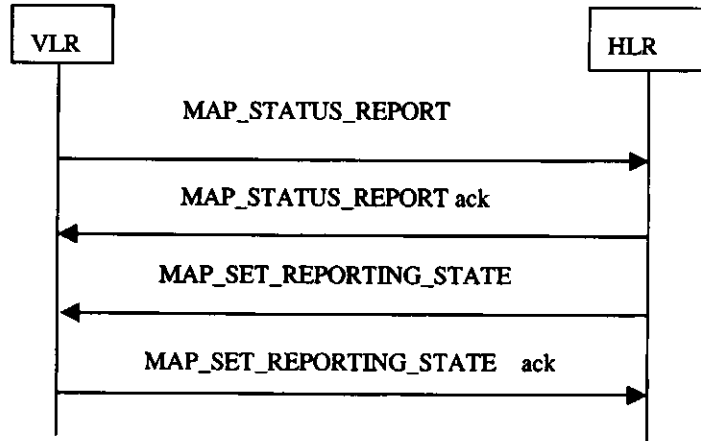 VLR
HLR
MAP_STATUS_REPORT
MAP_STATUS_REPORT ack
MAP_SET_REPORTING_STATE
MAP_SET_REPORTING_STATE ack